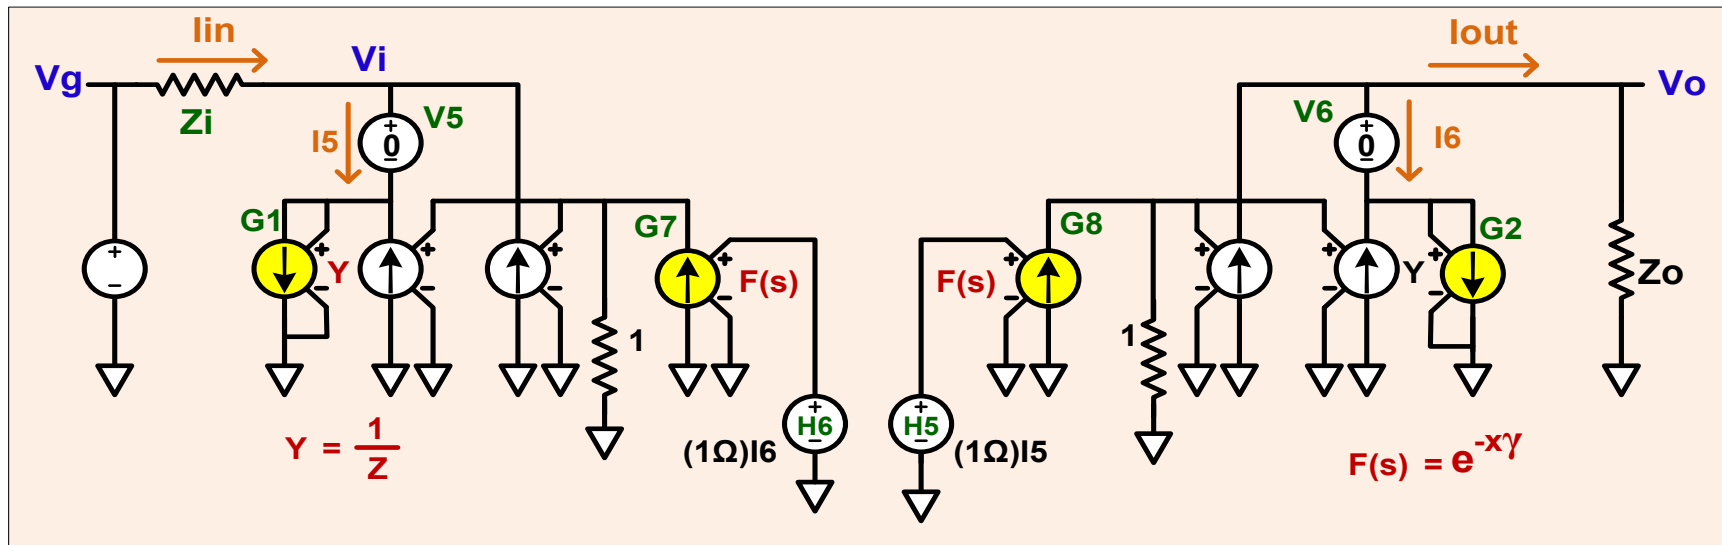 Iin
Iout
Vg
Vi
Vo
Zi
V5
V6
I5
I6
0
0
G1
G7
G8
G2
Y
F(s)
F(s)
Y
Zo
1
1
H6
H5
(1Ω)I6
(1Ω)I5
Y = 1/Z
F(s) = e^-xγ